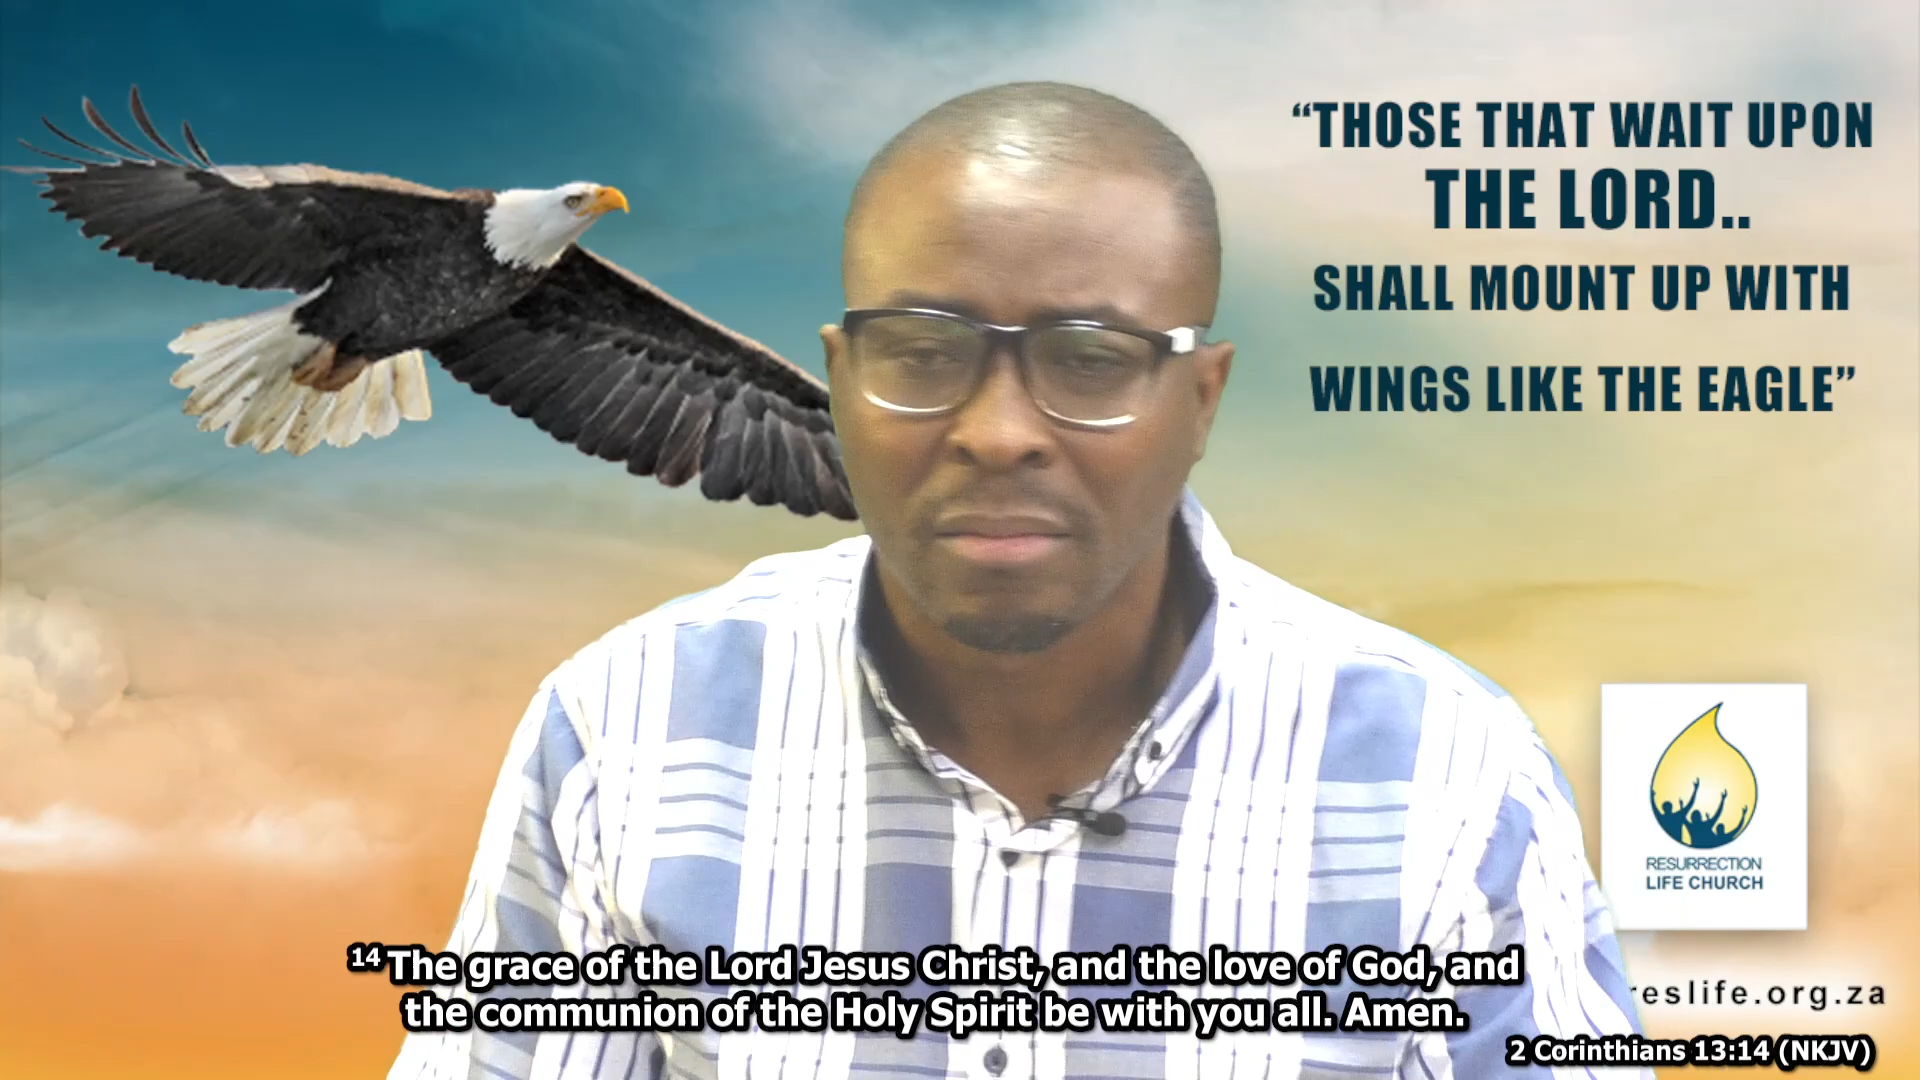 “THOSE THAT WAIT UPON
THE LORD..
SHALL MOUNT UP WITH
WINGS LIKE THE EAGLE”
RESURRECTION
LIFE CHURCH
14 The grace of the Lord Jesus Christ, and the love of God, and
the communion of the Holy Spirit be with you all. Amen.
reslife.org.za
2 Corinthians 13:14 (NKJV)